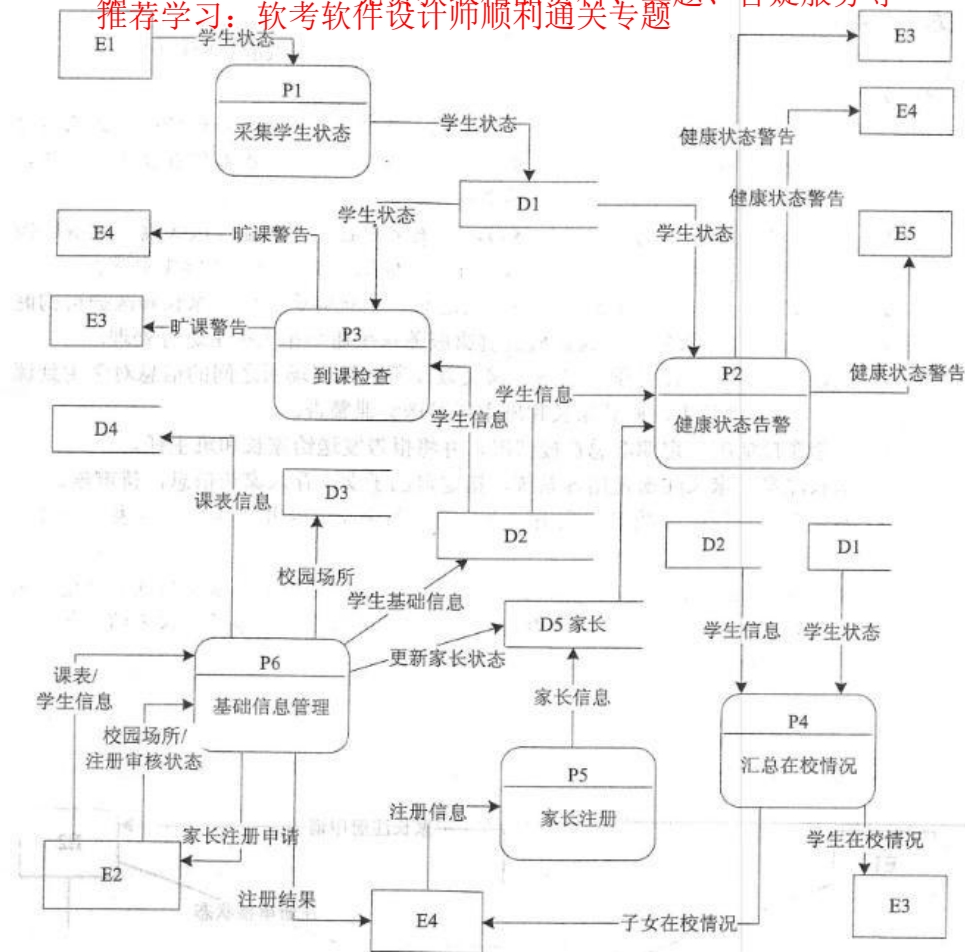 推荐学习：软考软件设计师顺利通关专题
E1
学生状态
E3
P1
采集学生状态
E4
学生状态
健康状态警告
健康状态警告
D1
学生状态
E4
旷课警告
学生状态
E5
E3
旷课警告
P3
到课检查
P2
健康状态告警
健康状态警告
学生信息
学生信息
D4
课表信息
D3
D2
D2
D1
校园场所
学生基础信息
D5 家长
学生信息
学生状态
P6
基础信息管理
更新家长状态
课表/
学生信息
家长信息
校园场所/
注册审核状态
P4
汇总在校情况
P5
家长注册
注册信息
家长注册申请
学生在校情况
E2
注册结果
E4
子女在校情况
E3